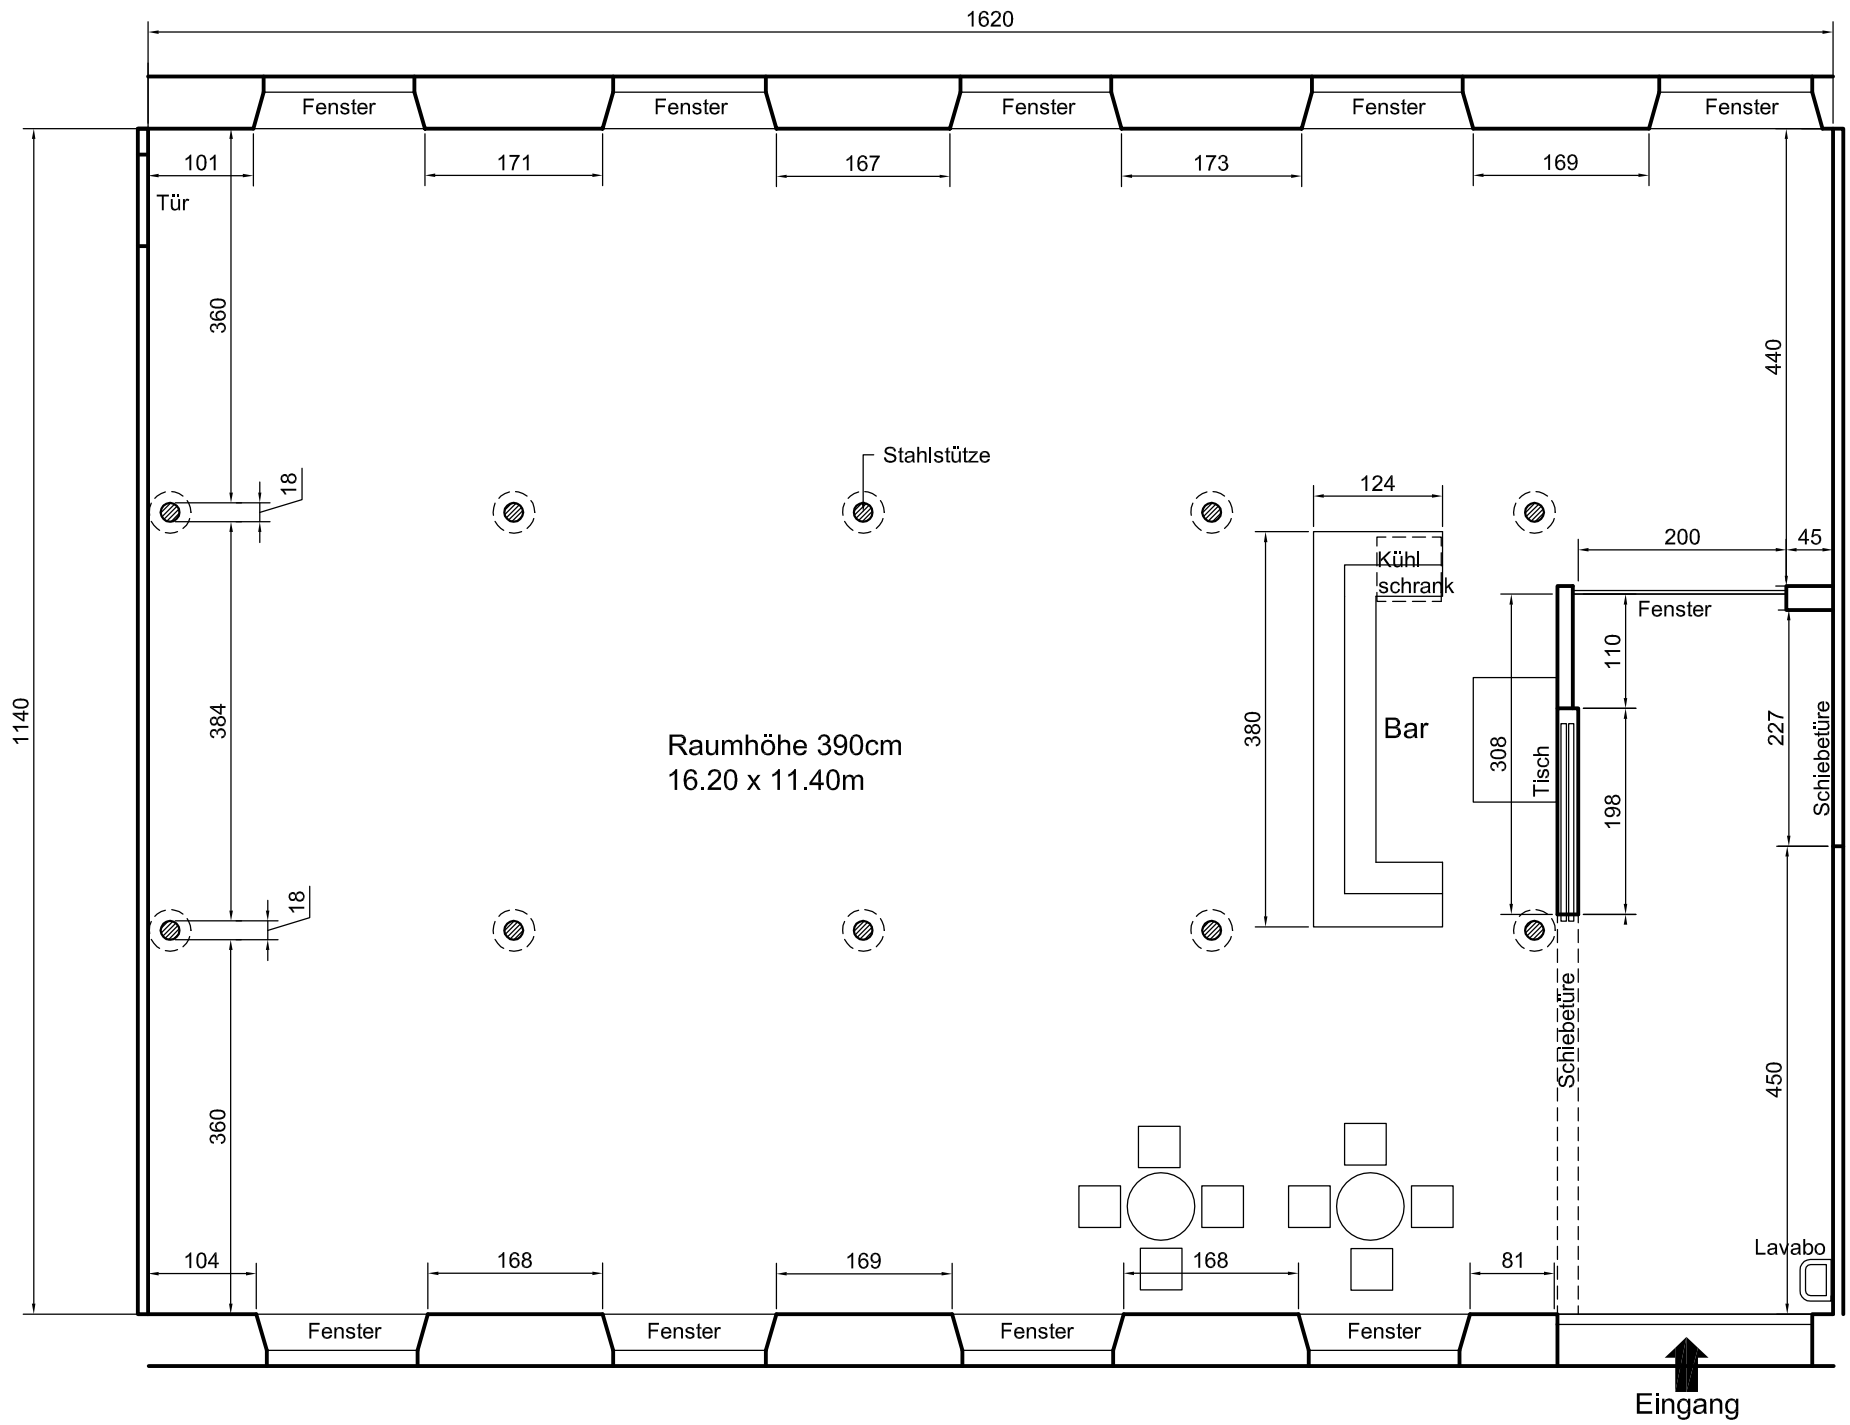 1620
Fenster
Fenster
Fenster
Fenster
Fenster
101
171
167
173
169
Tür
360
440
Stahlstütze
18
124
200
45
Kühl
schrank
Fenster
110
1140
384
380
Bar
308
Tisch
198
227
Schiebetüre
Raumhöhe 390cm
16.20 x 11.40m
18
Schiebetüre
360
450
Lavabo
104
168
169
168
81
Fenster
Fenster
Fenster
Fenster
Eingang